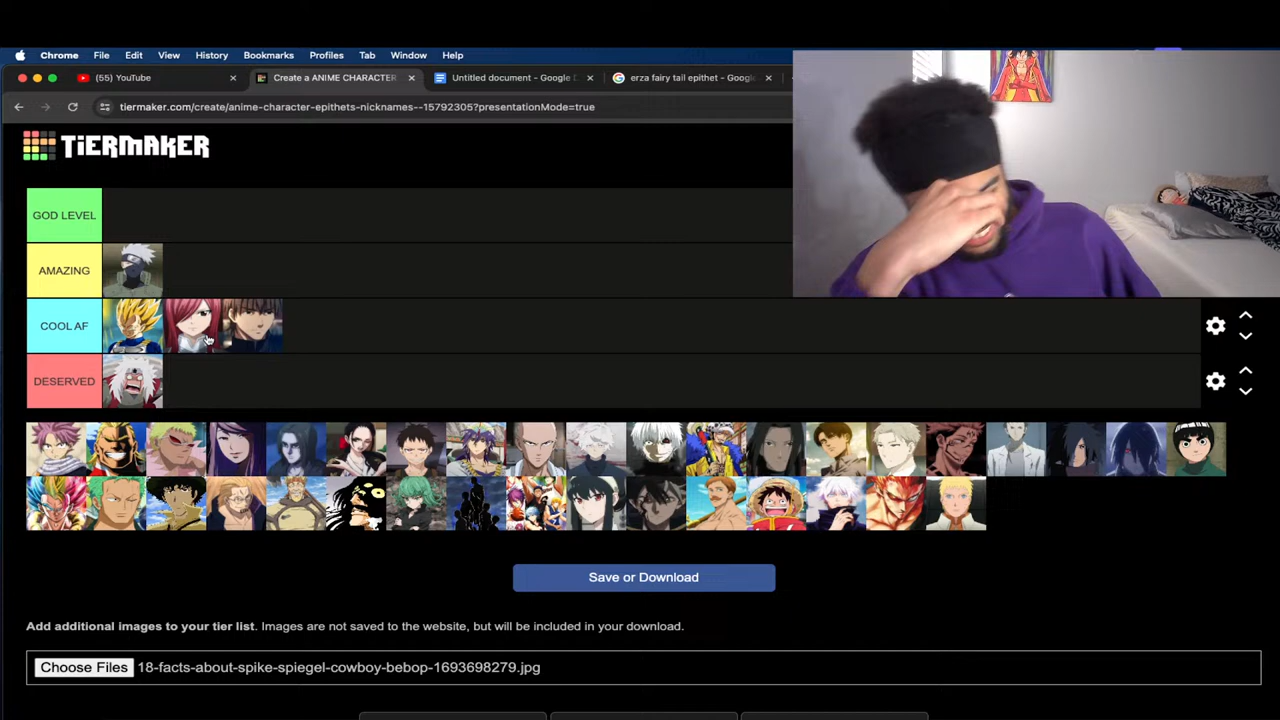 Chrome File Edit View History Bookmarks Profiles Tab Window Help
(55) YouTube Create a ANIME CHARACTER Untitled document - Google D erza fairy tail epithet - Goog
tiermaker.com/create/anime-character-epithets-nicknames--15792305?presentationMode=true
TiERMAKER
GOD LEVEL
AMAZING
COOL AF
DESERVED
Save or Download
Add additional images to your tier list. Images are not saved to the website, but will be included in your download.
Choose Files 18-facts-about-spike-spiegel-cowboy-bebop-1693698279.jpg